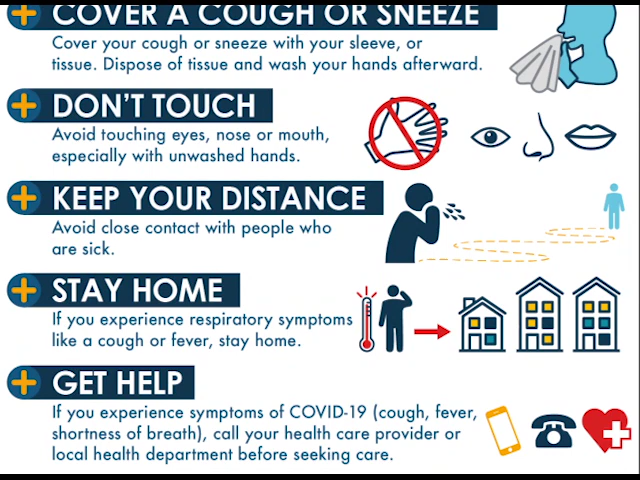 COVER A COUGH OR SNEEZE
Cover your cough or sneeze with your sleeve, or
tissue. Dispose of tissue and wash your hands afterward.
DON'T TOUCH
Avoid touching eyes, nose or mouth,
especially with unwashed hands.
KEEP YOUR DISTANCE
Avoid close contact with people who
are sick.
STAY HOME
If you experience respiratory symptoms
like a cough or fever, stay home.
GET HELP
If you experience symptoms of COVID-19 (cough, fever,
shortness of breath), call your health care provider or
local health department before seeking care.